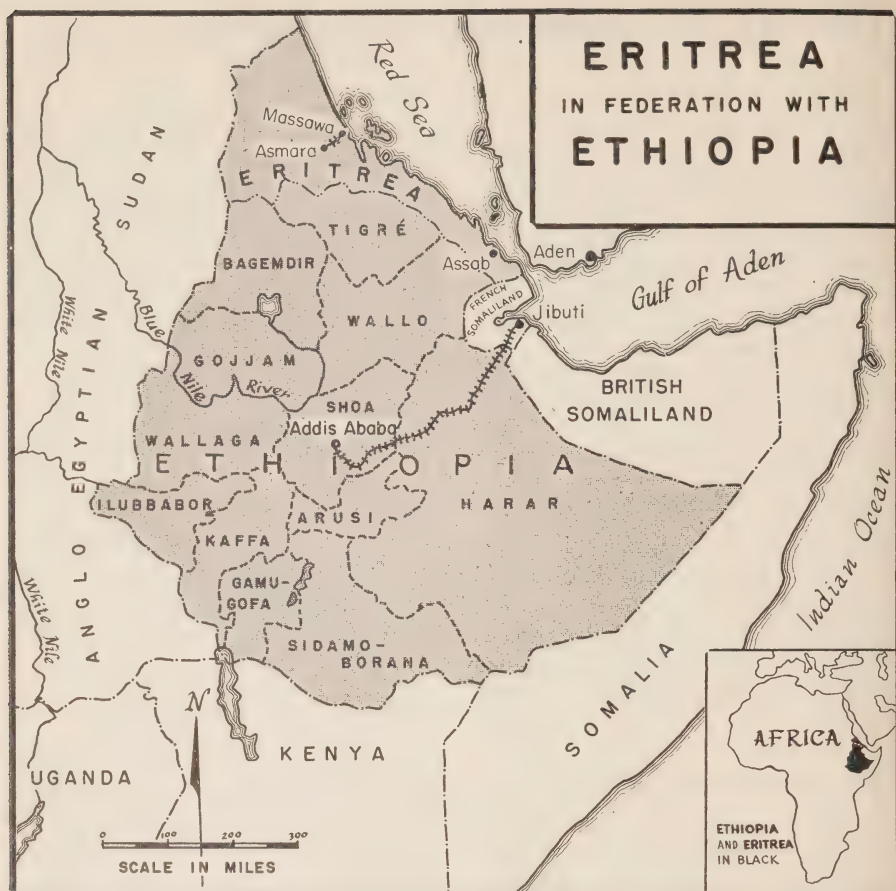 ERITREA
IN FEDERATION WITH
ETHIOPIA
Red Sea
Massawa
Asmara
ERITREA
SUDAN
TIGRÉ
BAGEMDIR
Assab
Aden
Gulf of Aden
FRENCH
SOMALILAND
Jibuti
WALLO
White Nile
Blue
Nile
River
GOJJAM
BRITISH
SOMALILAND
SHOA
Addis Ababa
WALLAGA
ETHIOPIA
ANGLO EGYPTIAN
ILUBBABOR
ARUSI
HARAR
KAFFA
GAMU-
GOFA
Indian Ocean
White Nile
SIDAMO-
BORANA
SOMALIA
N
KENYA
UGANDA
AFRICA
0 100 200 300
SCALE IN MILES
ETHIOPIA
AND ERITREA
IN BLACK